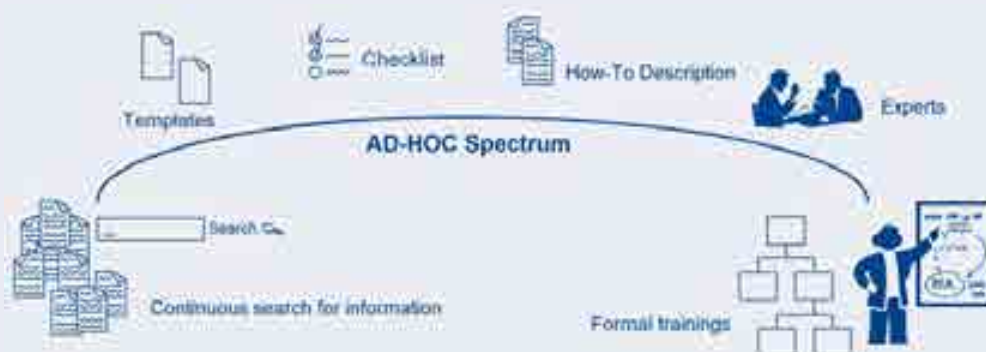 Checklist
How-To Description
Templates
Experts
AD-HOC Spectrum
Search
Continuous search for information
Formal trainings